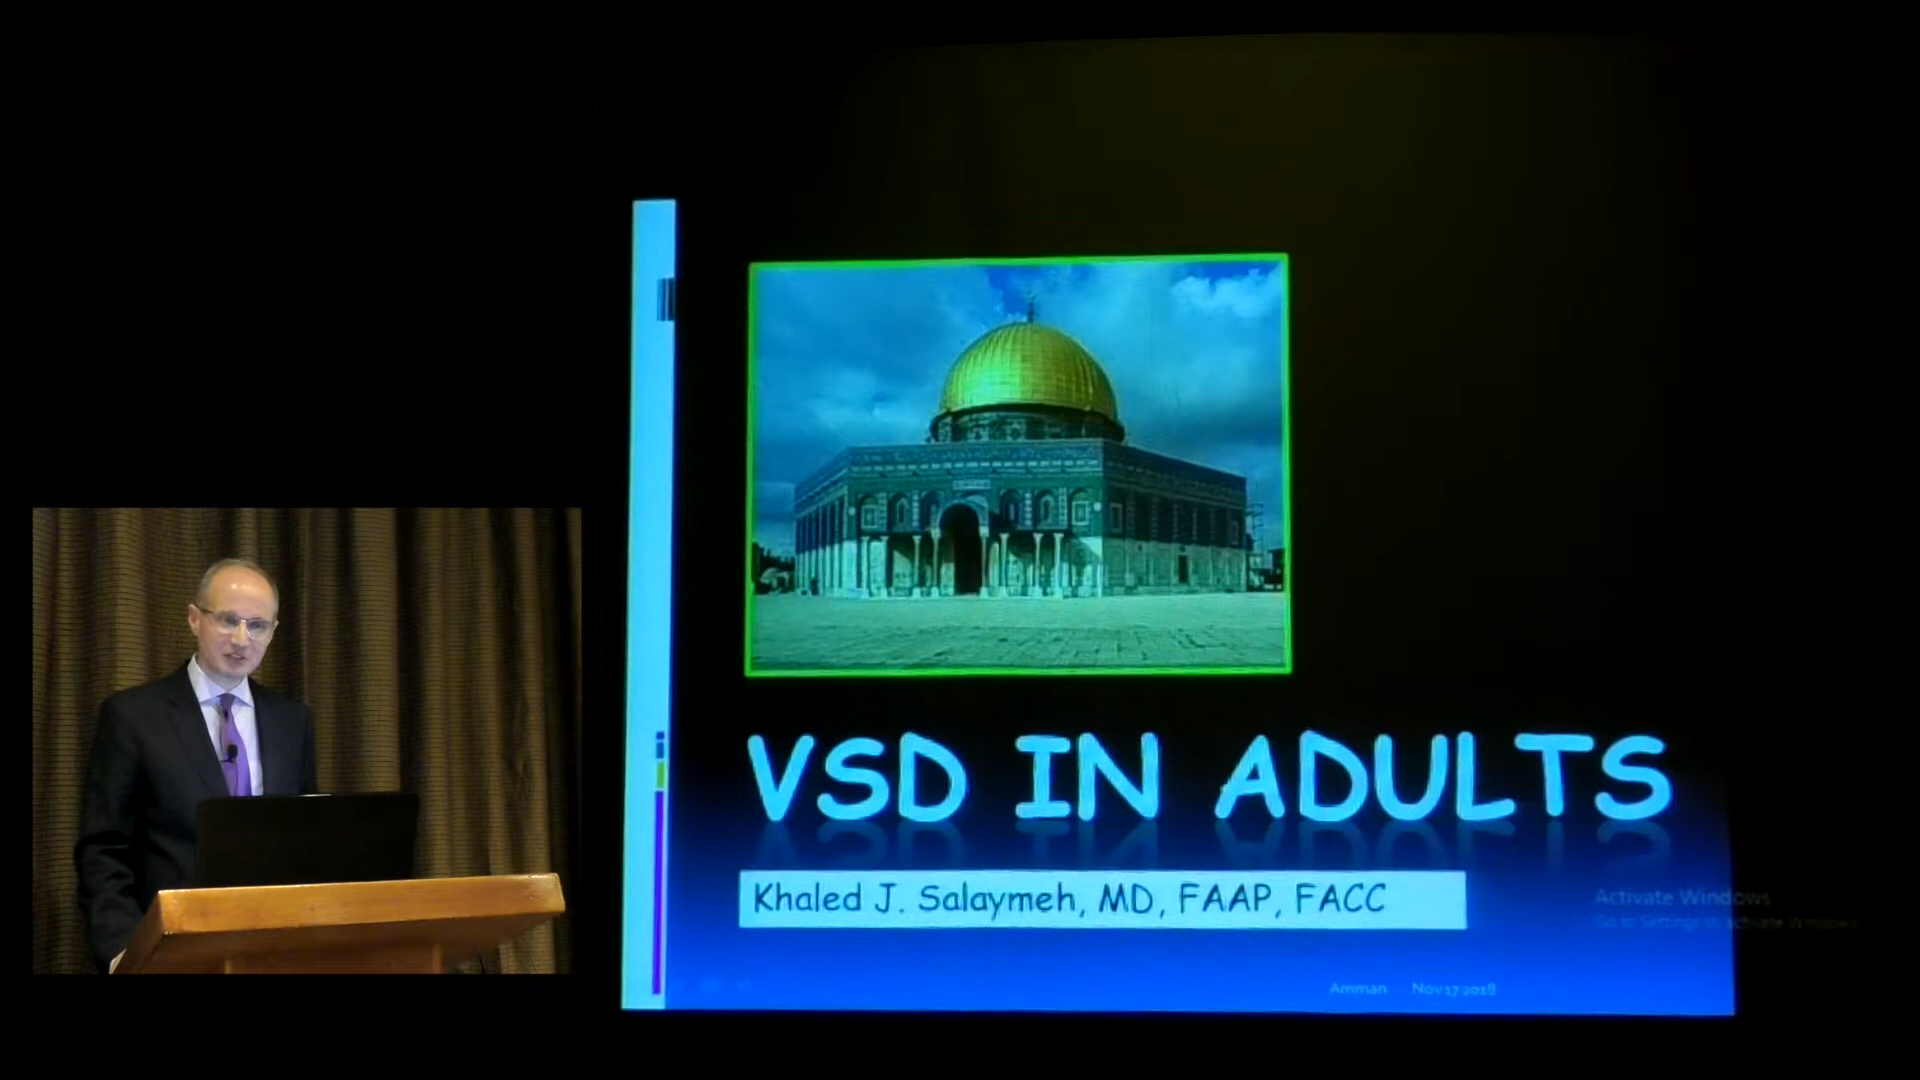 VSD IN ADULTS
Khaled J. Salaymeh, MD, FAAP, FACC
Activate Windows
Go to Settings to activate Windows.
Amman Nov 17 2018